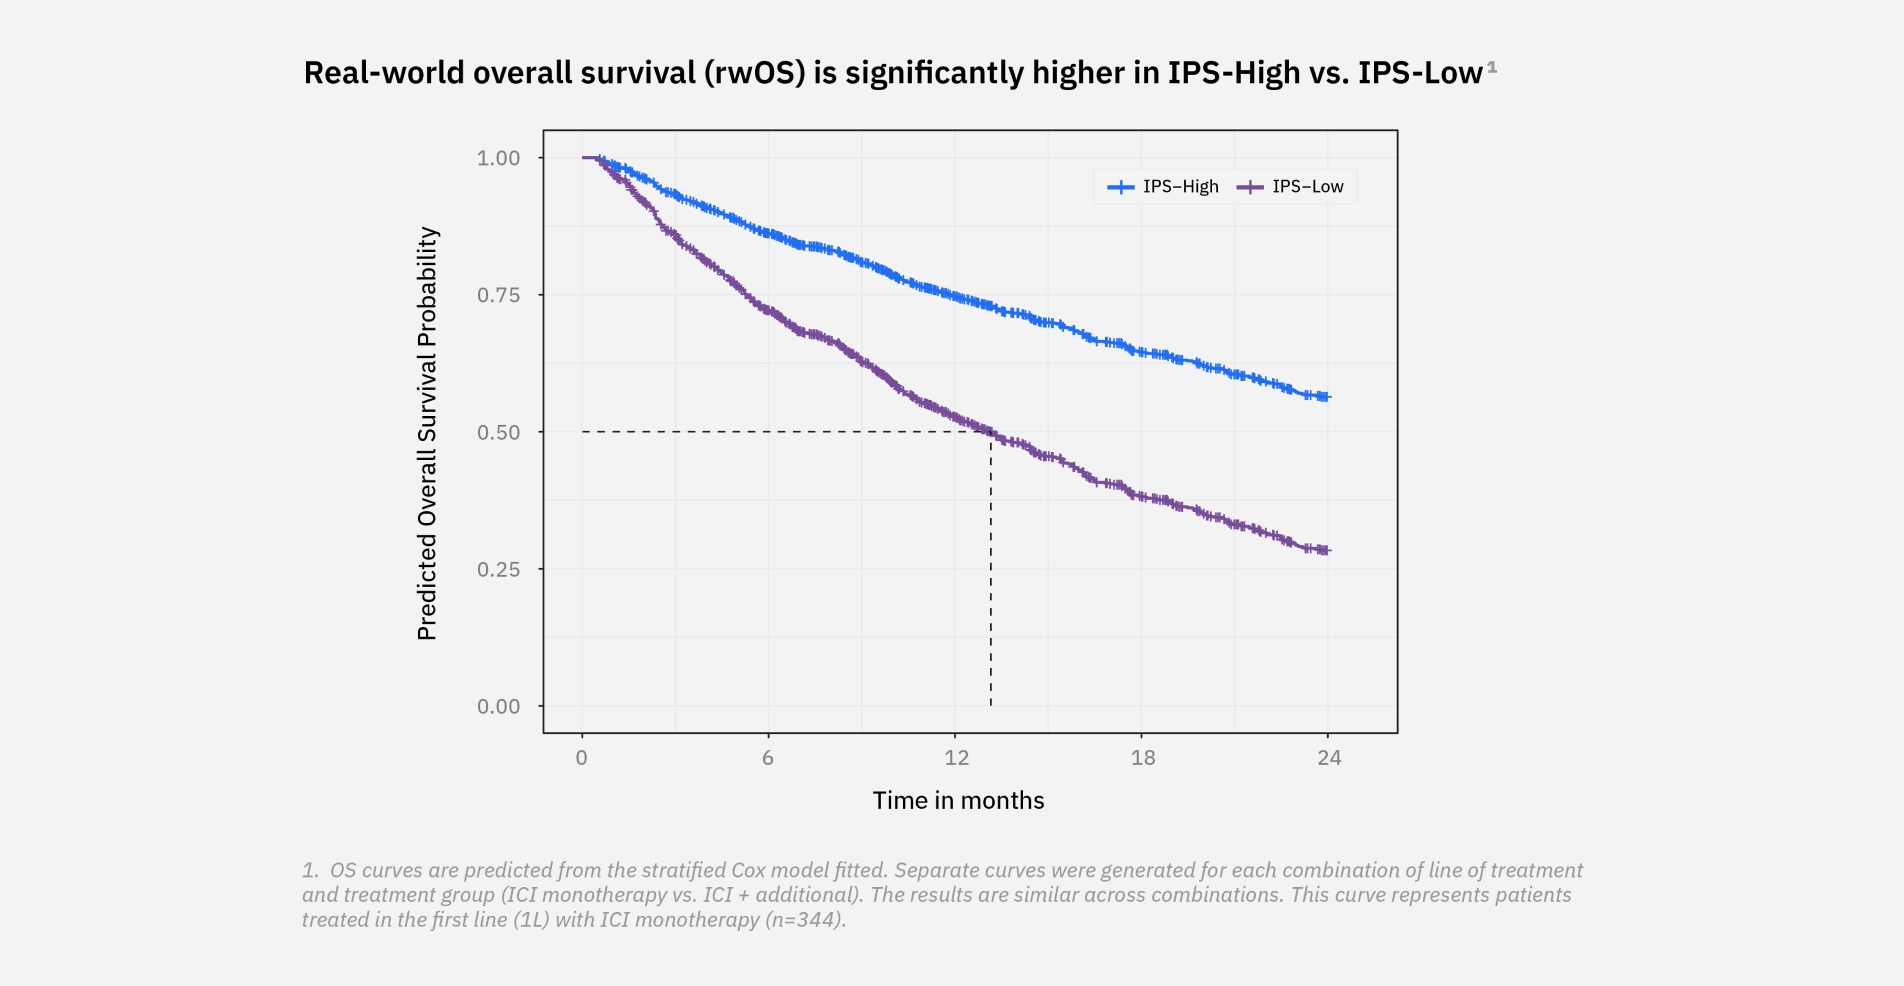 Real-world overall survival (rwOS) is significantly higher in IPS-High vs. IPS-Low¹
IPS–High IPS–Low
Predicted Overall Survival Probability
1.00
0.75
0.50
0.25
0.00
0 6 12 18 24
Time in months
1. OS curves are predicted from the stratified Cox model fitted. Separate curves were generated for each combination of line of treatment
and treatment group (ICI monotherapy vs. ICI + additional). The results are similar across combinations. This curve represents patients
treated in the first line (1L) with ICI monotherapy (n=344).